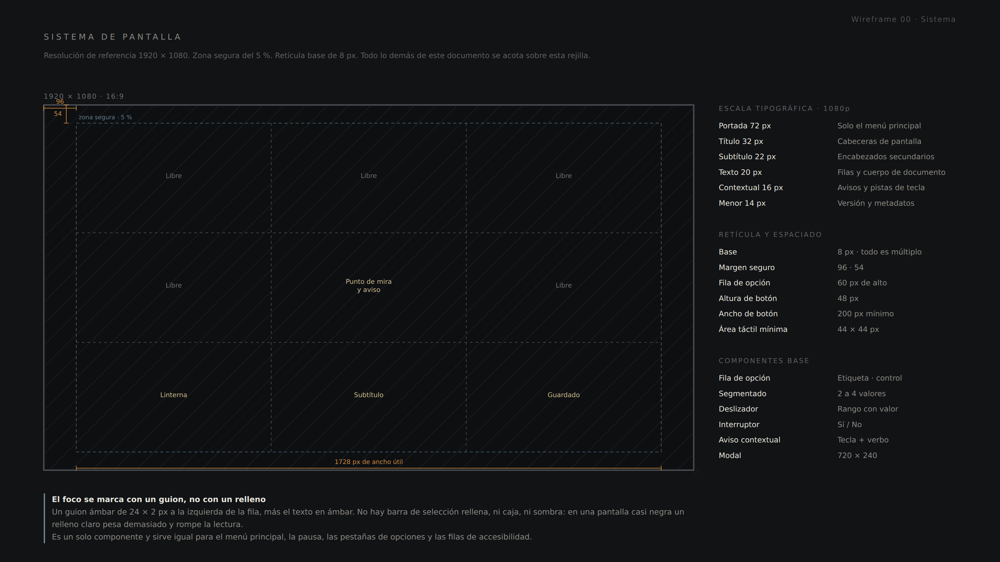 Wireframe 00 · Sistema
SISTEMA DE PANTALLA
Resolución de referencia 1920 × 1080. Zona segura del 5 %. Retícula base de 8 px. Todo lo demás de este documento se acota sobre esta rejilla.
1920 × 1080 · 16:9
96
54
zona segura · 5 %
Libre
Libre
Libre
Libre
Punto de mira
y aviso
Libre
Linterna
Subtítulo
Guardado
1728 px de ancho útil
ESCALA TIPOGRÁFICA · 1080p
Portada 72 px Solo el menú principal
Título 32 px Cabeceras de pantalla
Subtítulo 22 px Encabezados secundarios
Texto 20 px Filas y cuerpo de documento
Contextual 16 px Avisos y pistas de tecla
Menor 14 px Versión y metadatos
RETÍCULA Y ESPACIADO
Base 8 px · todo es múltiplo
Margen seguro 96 · 54
Fila de opción 60 px de alto
Altura de botón 48 px
Ancho de botón 200 px mínimo
Área táctil mínima 44 × 44 px
COMPONENTES BASE
Fila de opción Etiqueta · control
Segmentado 2 a 4 valores
Deslizador Rango con valor
Interruptor Sí / No
Aviso contextual Tecla + verbo
Modal 720 × 240
El foco se marca con un guion, no con un relleno
Un guion ámbar de 24 × 2 px a la izquierda de la fila, más el texto en ámbar. No hay barra de selección rellena, ni caja, ni sombra: en una pantalla casi negra un
relleno claro pesa demasiado y rompe la lectura.
Es un solo componente y sirve igual para el menú principal, la pausa, las pestañas de opciones y las filas de accesibilidad.